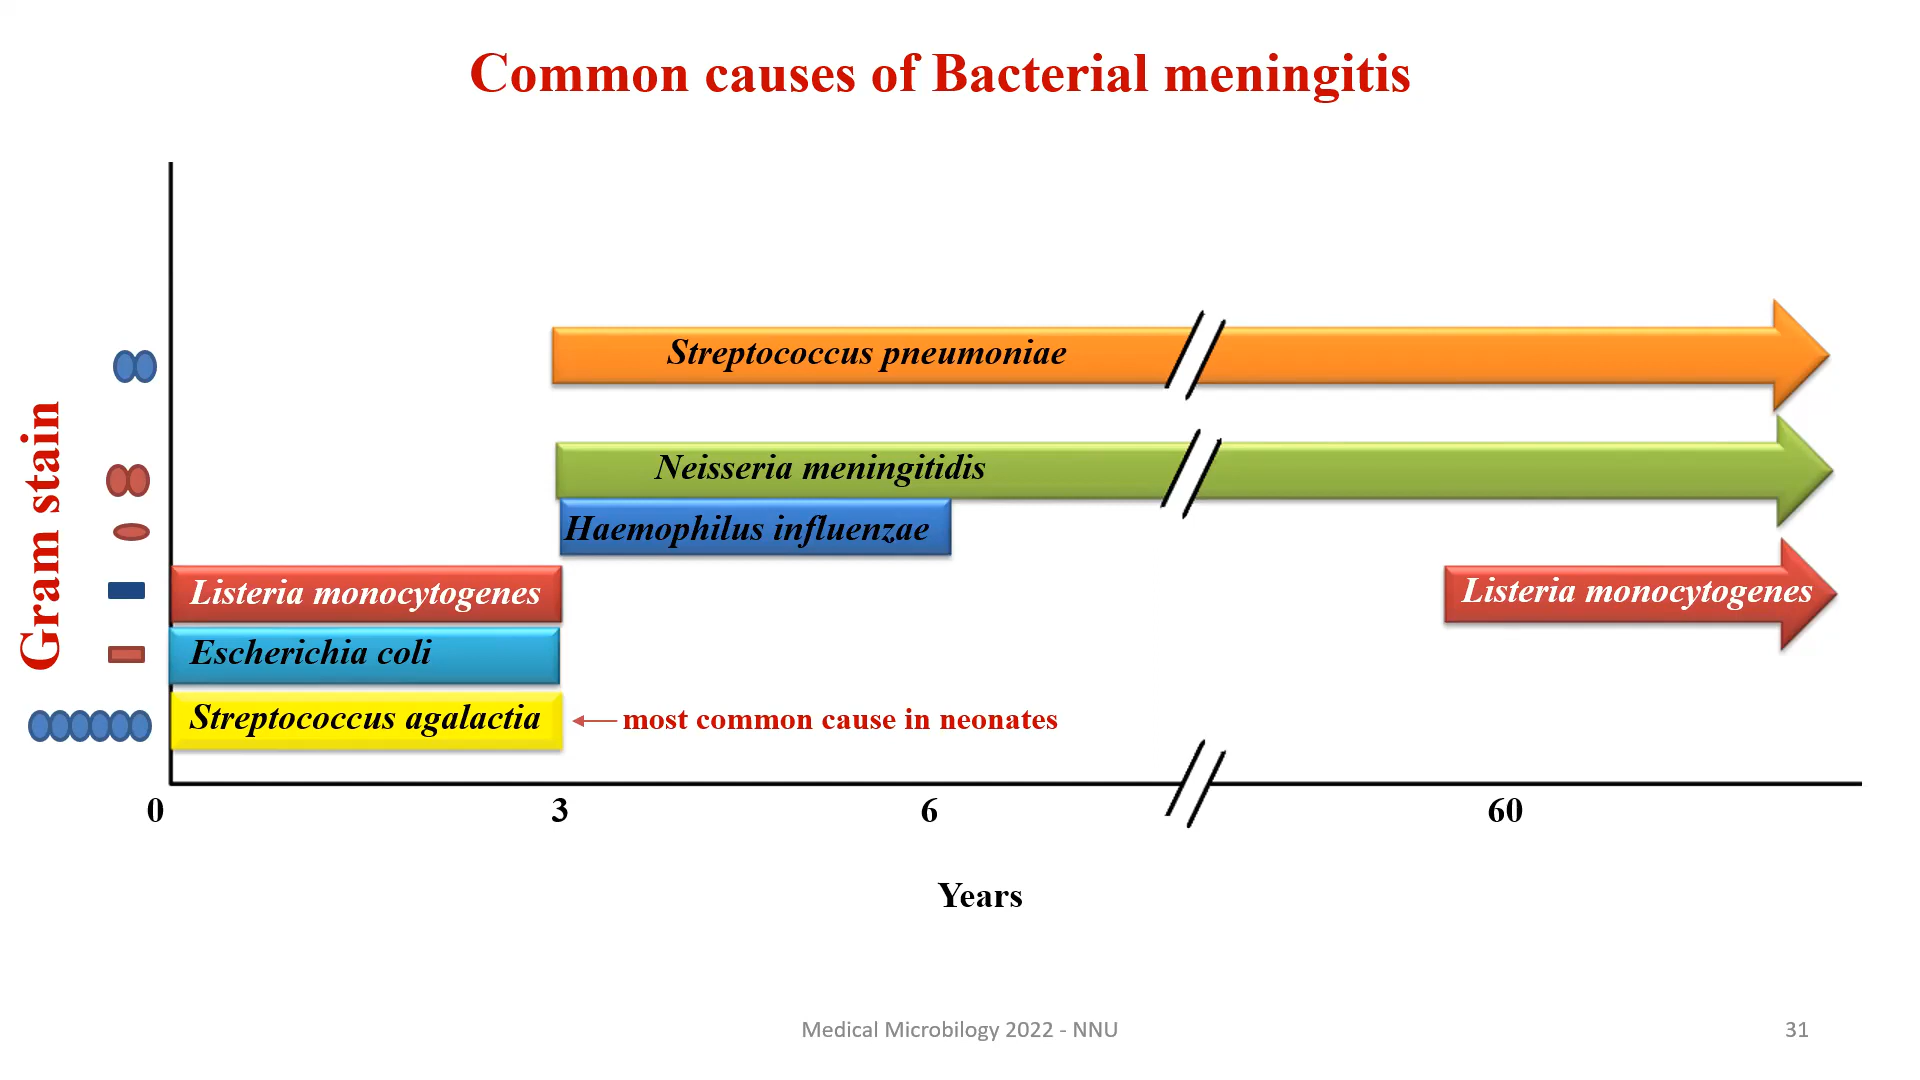 Common causes of Bacterial meningitis
Gram stain
Streptococcus pneumoniae
Neisseria meningitidis
Haemophilus influenzae
Listeria monocytogenes
Listeria monocytogenes
Escherichia coli
Streptococcus agalactia
most common cause in neonates
0 3 6 60
Years
Medical Microbilogy 2022 - NNU
31